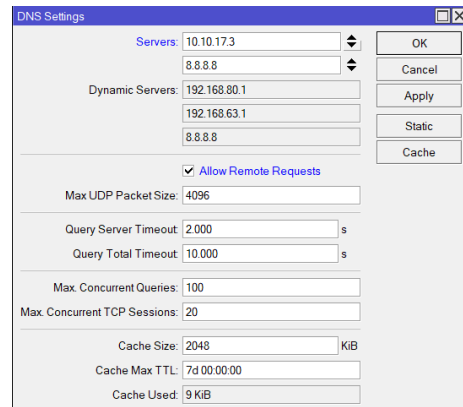 DNS Settings
Servers: 10.10.17.3
OK
8.8.8.8
Cancel
Dynamic Servers: 192.168.80.1
Apply
192.168.63.1
Static
8.8.8.8
Cache
Allow Remote Requests
Max UDP Packet Size: 4096
Query Server Timeout: 2.000 s
Query Total Timeout: 10.000 s
Max. Concurrent Queries: 100
Max. Concurrent TCP Sessions: 20
Cache Size: 2048 KiB
Cache Max TTL: 7d 00:00:00
Cache Used: 9 KiB